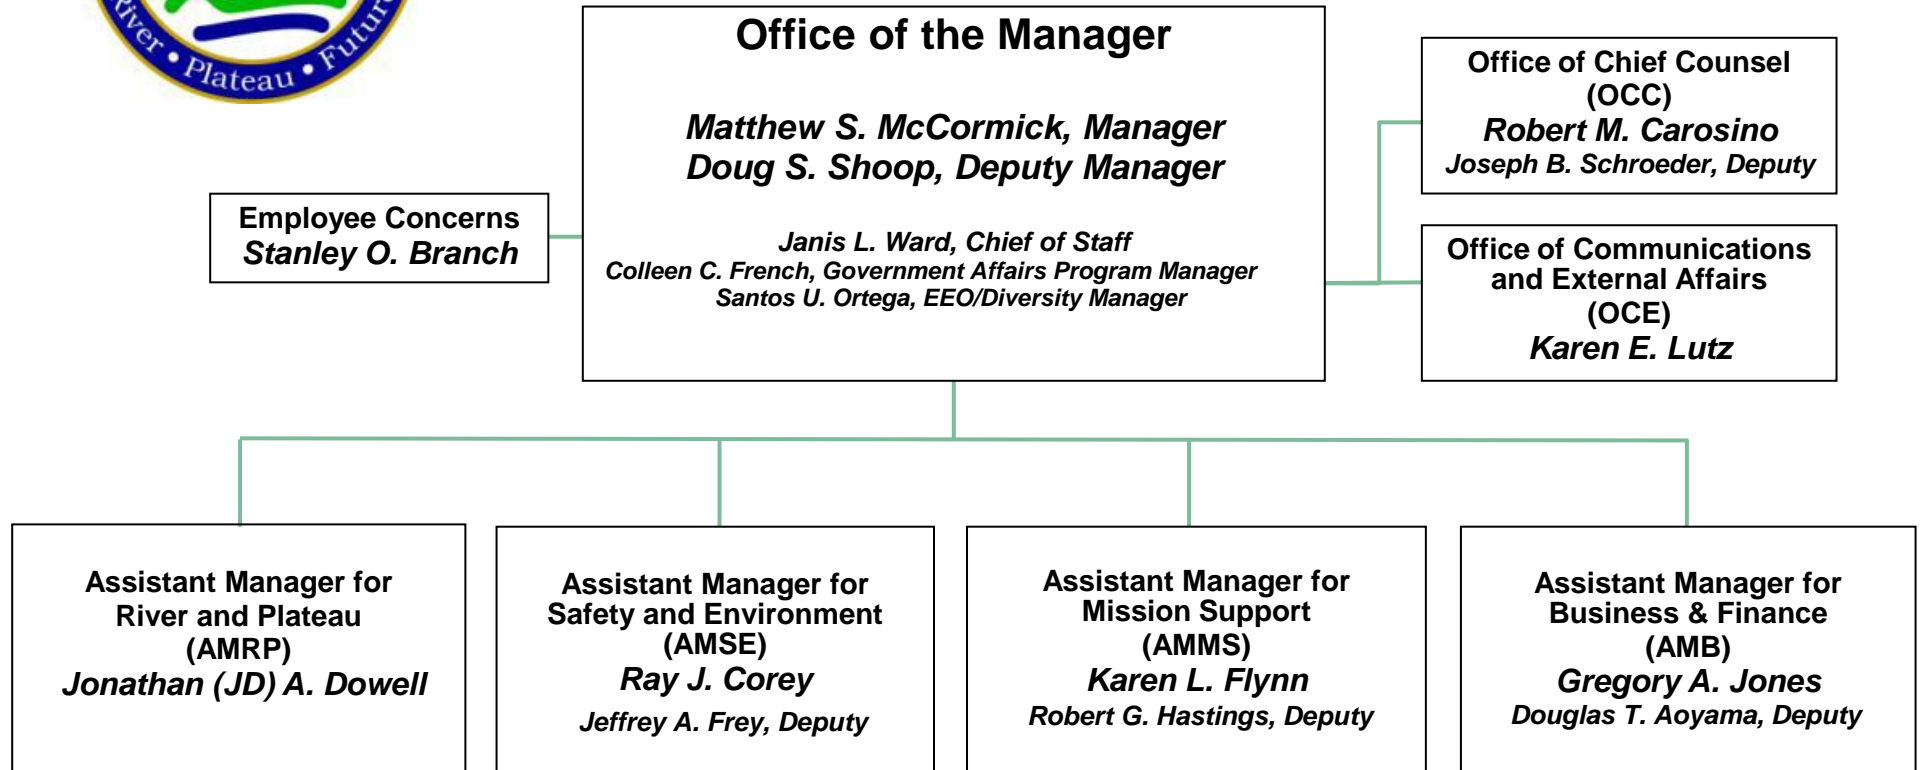 River • Plateau • Future
Office of the Manager
Matthew S. McCormick, Manager
Doug S. Shoop, Deputy Manager
Janis L. Ward, Chief of Staff
Colleen C. French, Government Affairs Program Manager
Santos U. Ortega, EEO/Diversity Manager
Office of Chief Counsel
(OCC)
Robert M. Carosino
Joseph B. Schroeder, Deputy
Employee Concerns
Stanley O. Branch
Office of Communications
and External Affairs
(OCE)
Karen E. Lutz
Assistant Manager for
River and Plateau
(AMRP)
Jonathan (JD) A. Dowell
Assistant Manager for
Safety and Environment
(AMSE)
Ray J. Corey
Jeffrey A. Frey, Deputy
Assistant Manager for
Mission Support
(AMMS)
Karen L. Flynn
Robert G. Hastings, Deputy
Assistant Manager for
Business & Finance
(AMB)
Gregory A. Jones
Douglas T. Aoyama, Deputy